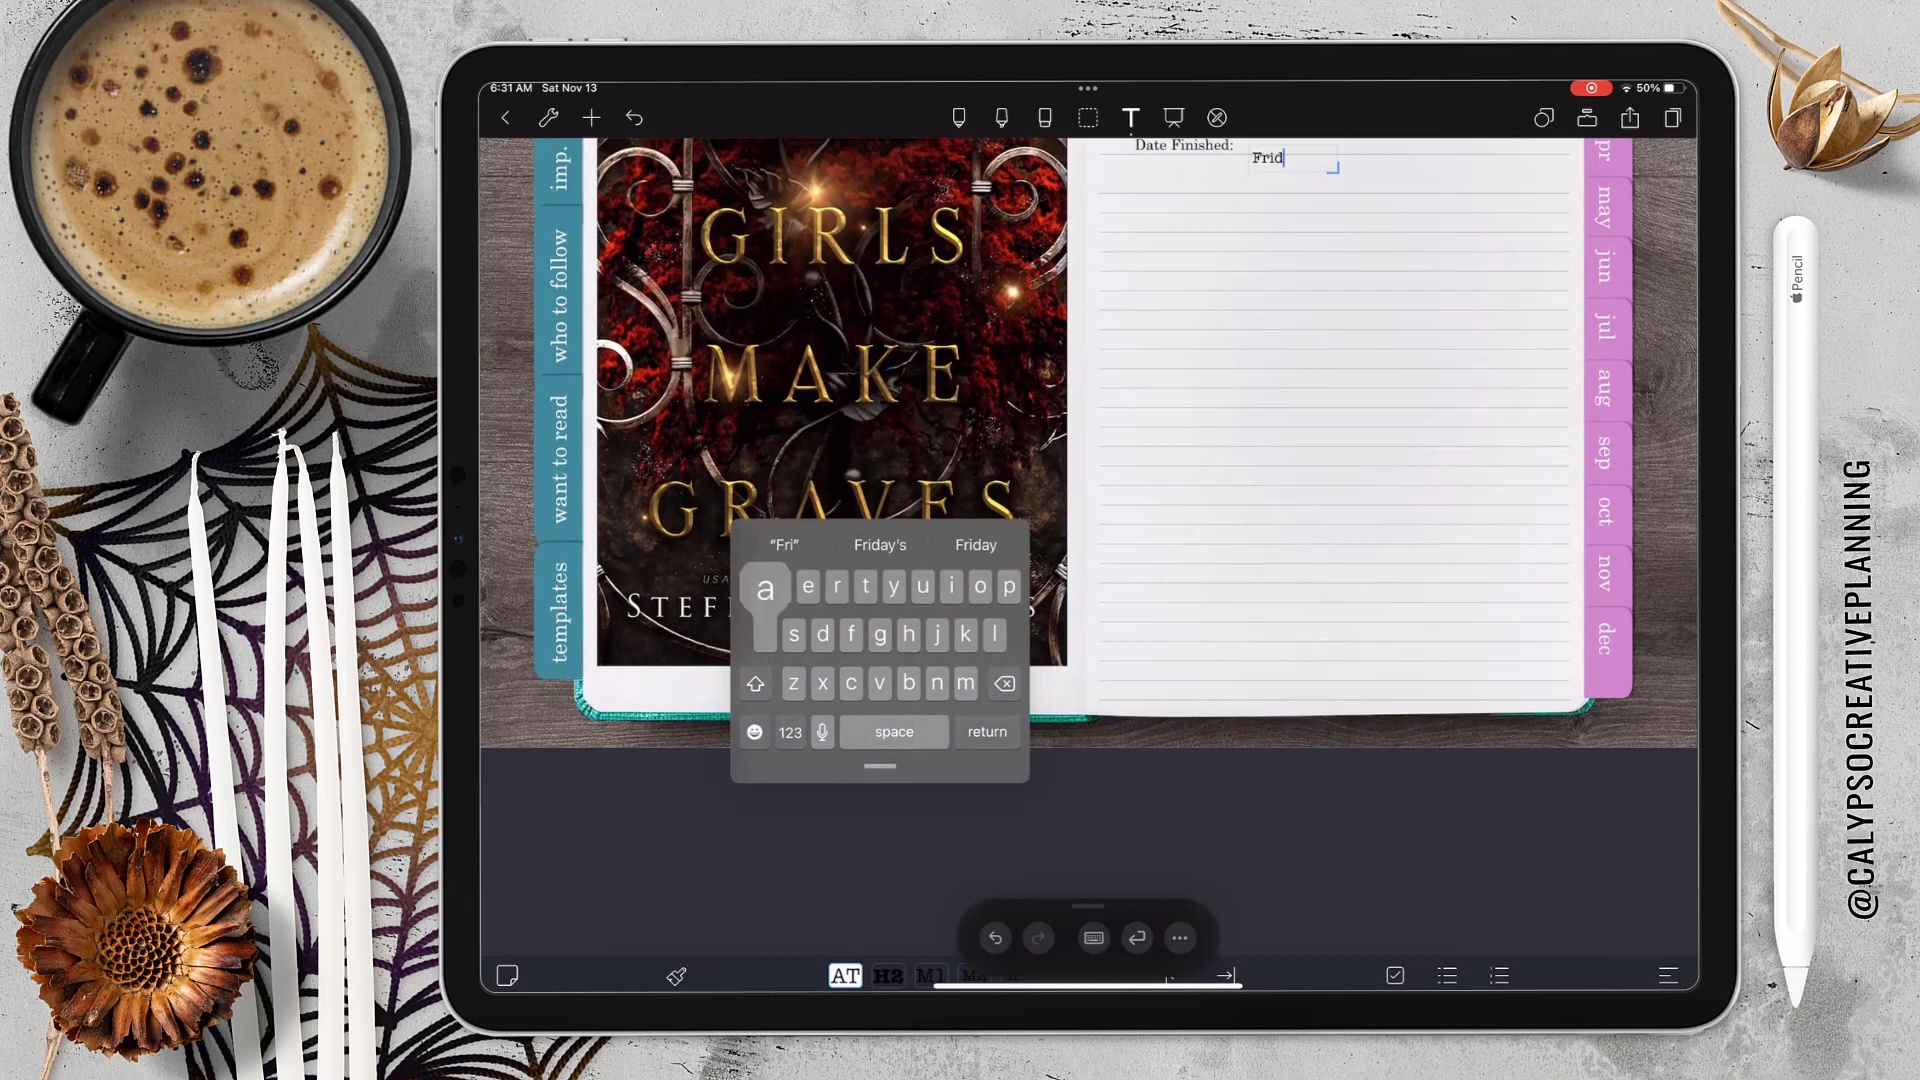 6:31 AM Sat Nov 13
50%
T
Date Finished:
Frid
imp.
who to follow
want to read
templates
GIRLS
MAKE
GRAVES
USA
STEF
pr
may
jun
jul
aug
sep
oct
nov
dec
"Fri" Friday's Friday
a e r t y u i o p
s d f g h j k l
z x c v b n m
123 space return
AT H2 M1 M2
Pencil
@CALYPSOCREATIVEPLANNING